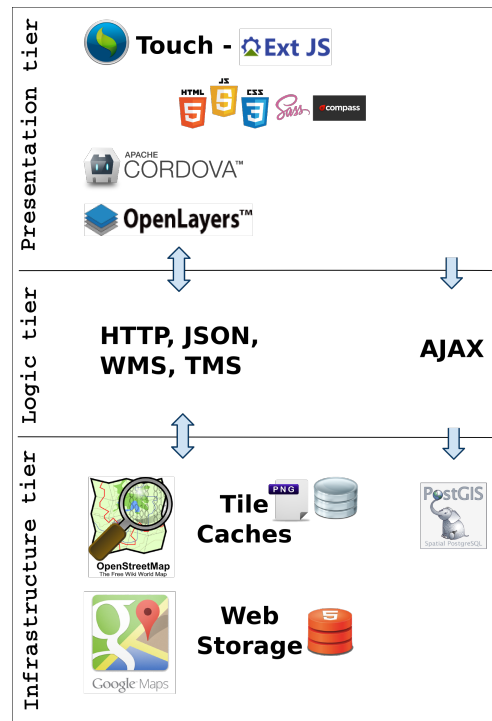 Presentation tier
Touch - Ext JS
HTML
5
JS
5
CSS
3
Sass
compass
APACHE
CORDOVA™
OpenLayers™
Logic tier
HTTP, JSON,
WMS, TMS
AJAX
Infrastructure tier
OpenStreetMap
The Free Wiki World Map
Tile
Caches
PNG
PostGIS
Spatial PostgreSQL
g
Google Maps
Web
Storage
5